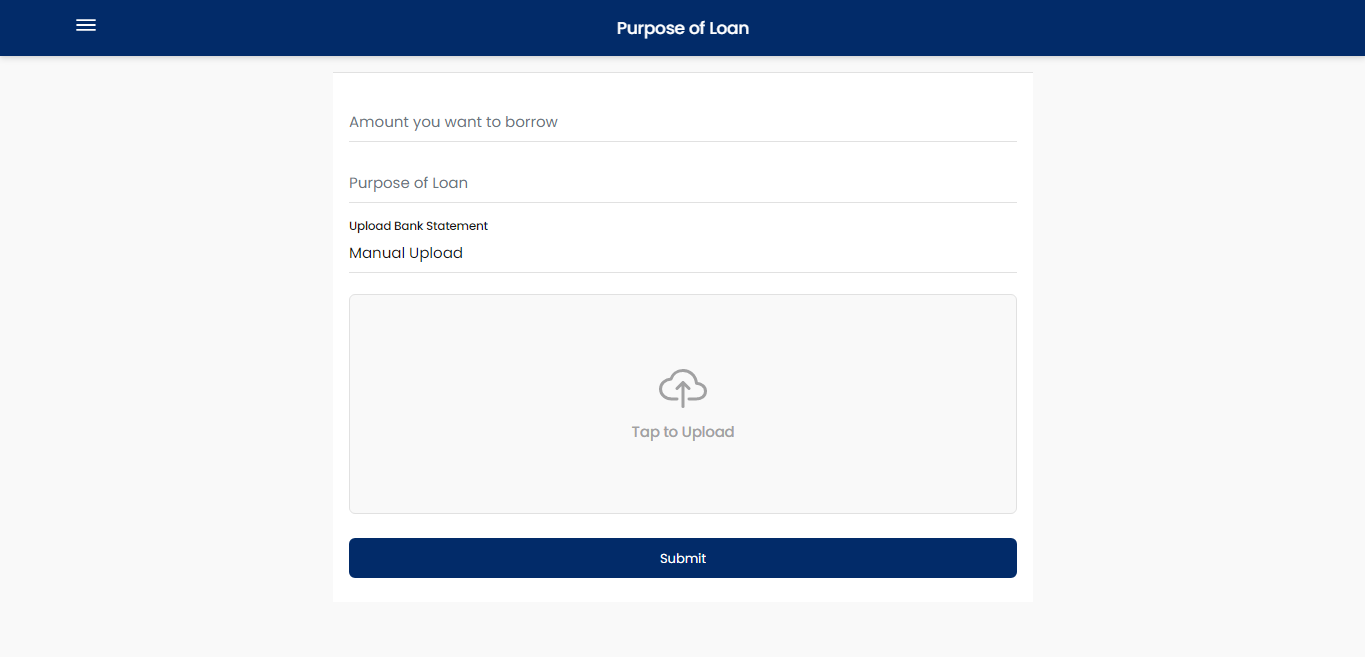 Purpose of Loan
Amount you want to borrow
Purpose of Loan
Upload Bank Statement
Manual Upload
Tap to Upload
Submit